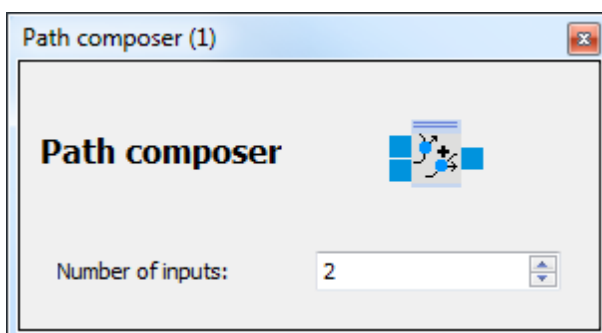 Path composer (1)
Path composer
Number of inputs: 2